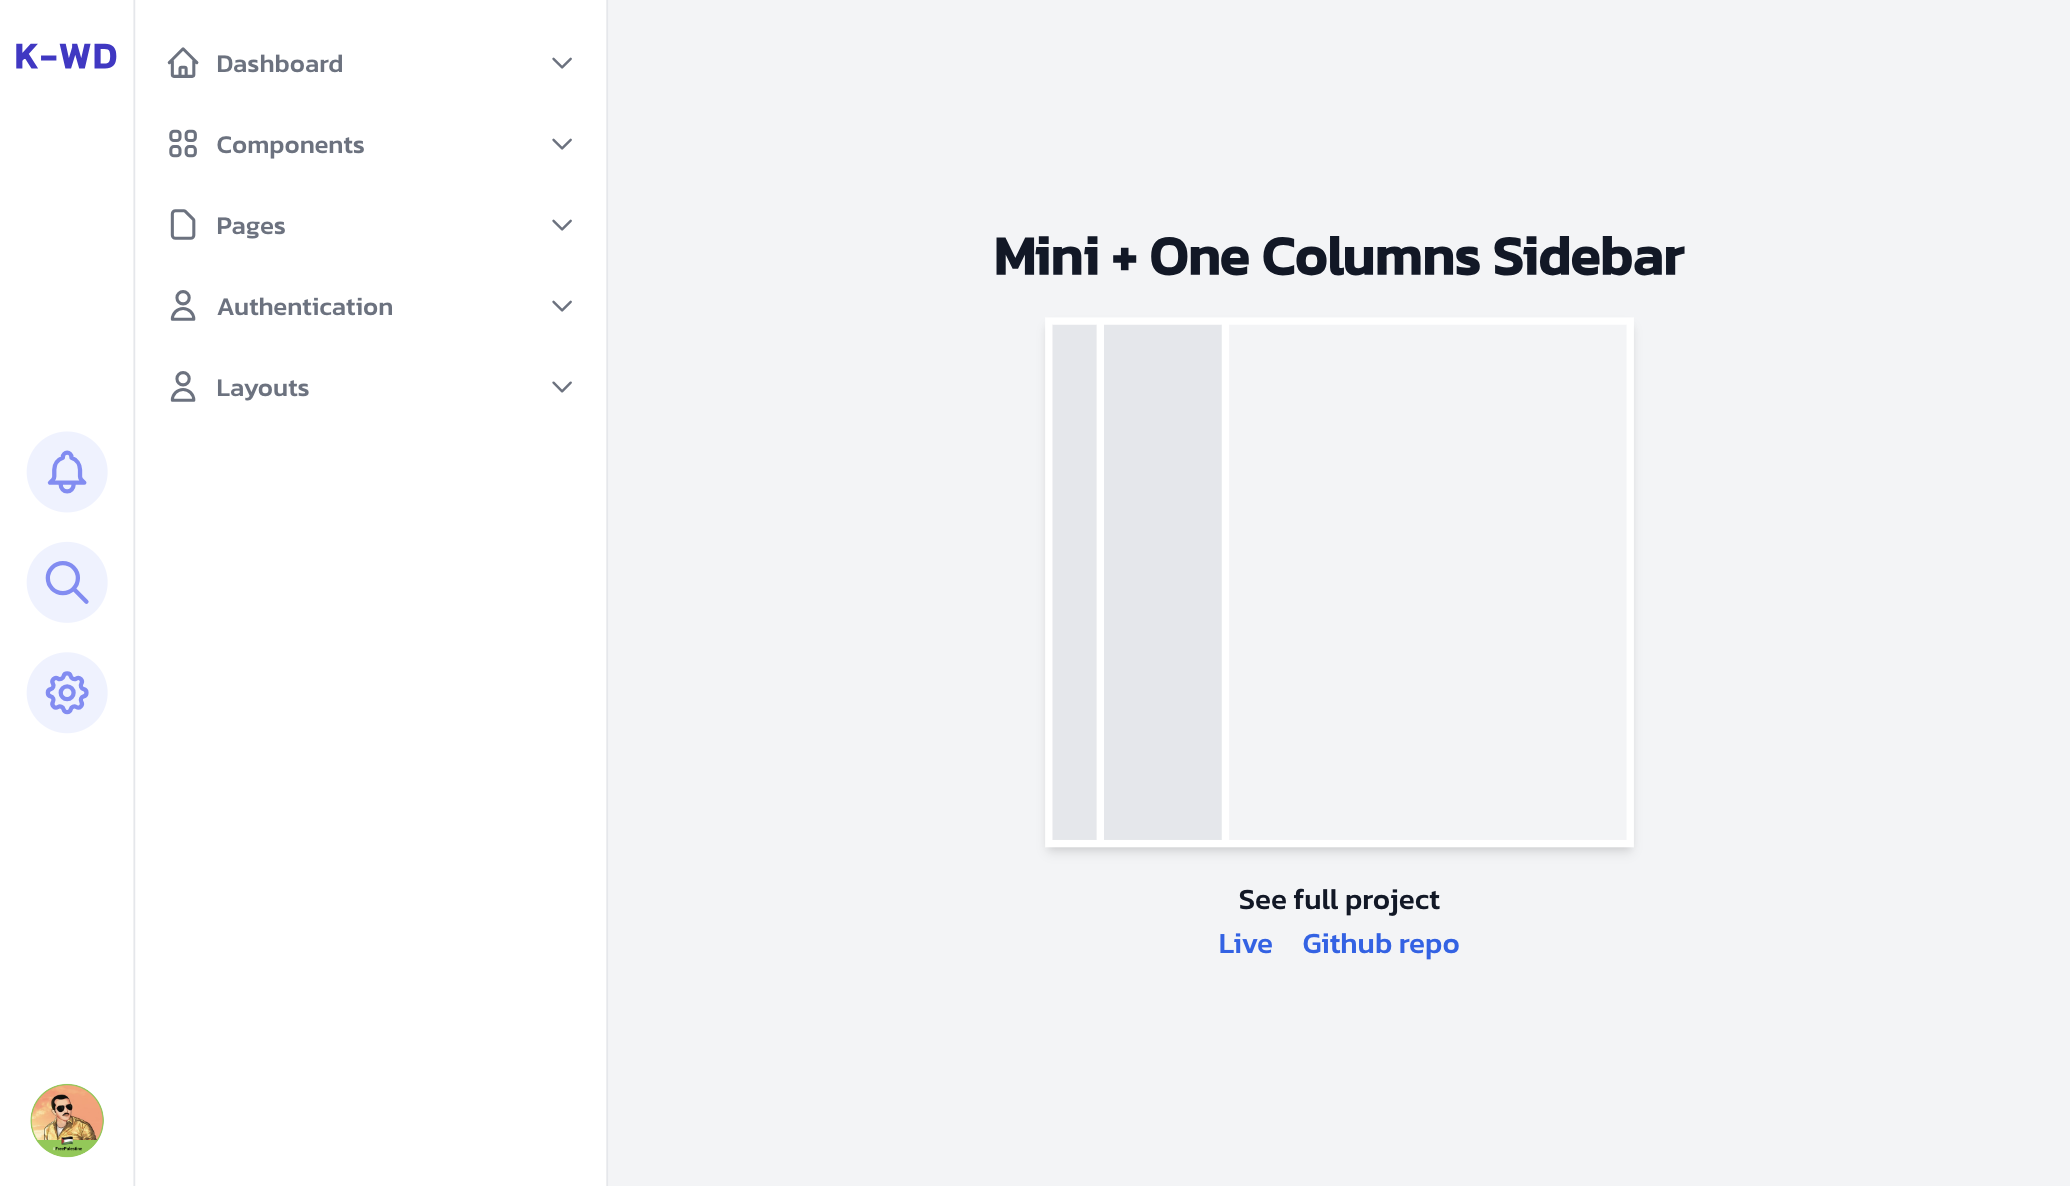 K-WD
Dashboard
Components
Pages
Authentication
Layouts
Mini + One Columns Sidebar
See full project
Live Github repo